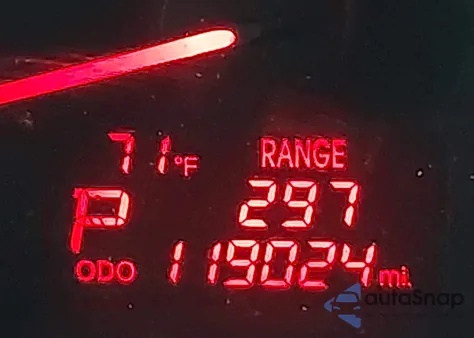 71°F RANGE
P 297
ODO 119024 mi
autoSnap